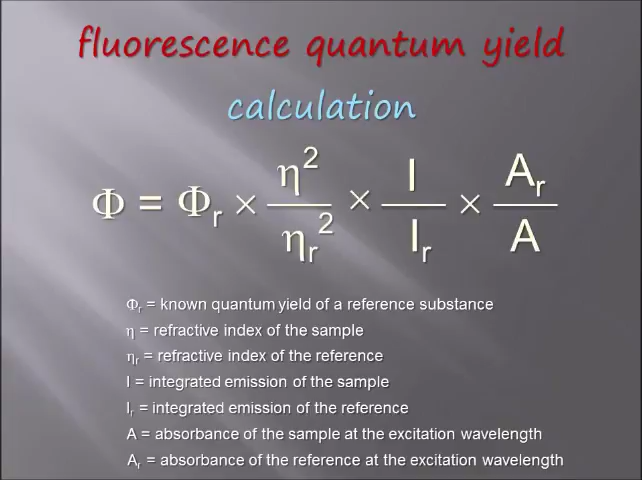 fluorescence quantum yield
calculation
Φ = Φr × η²/ηr² × I/Ir × Ar/A
Φr = known quantum yield of a reference substance
η = refractive index of the sample
ηr = refractive index of the reference
I = integrated emission of the sample
Ir = integrated emission of the reference
A = absorbance of the sample at the excitation wavelength
Ar = absorbance of the reference at the excitation wavelength